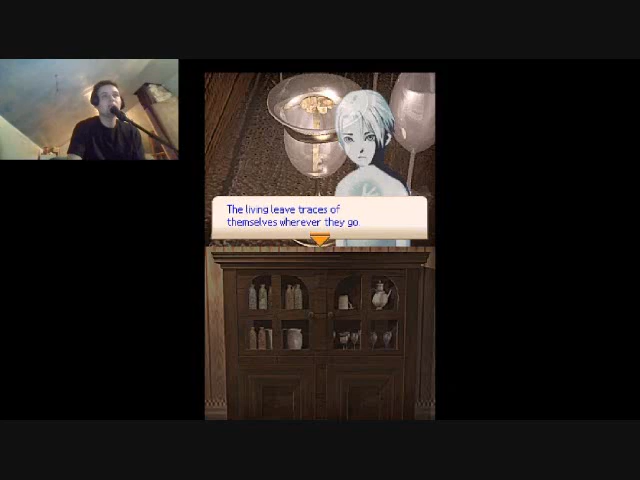 The living leave traces of
themselves wherever they go